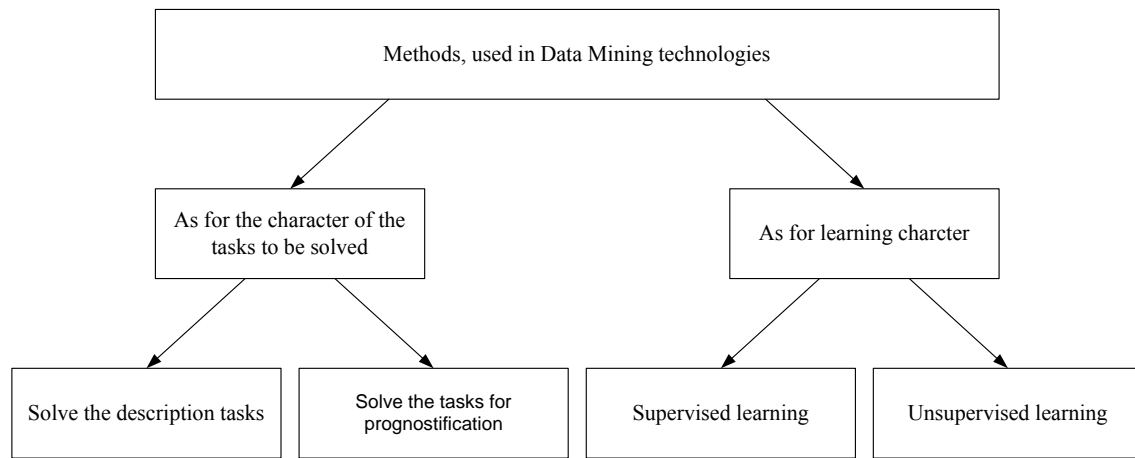 Methods, used in Data Mining technologies
As for the character of the
tasks to be solved
As for learning charcter
Solve the description tasks
Solve the tasks for
prognostification
Supervised learning
Unsupervised learning